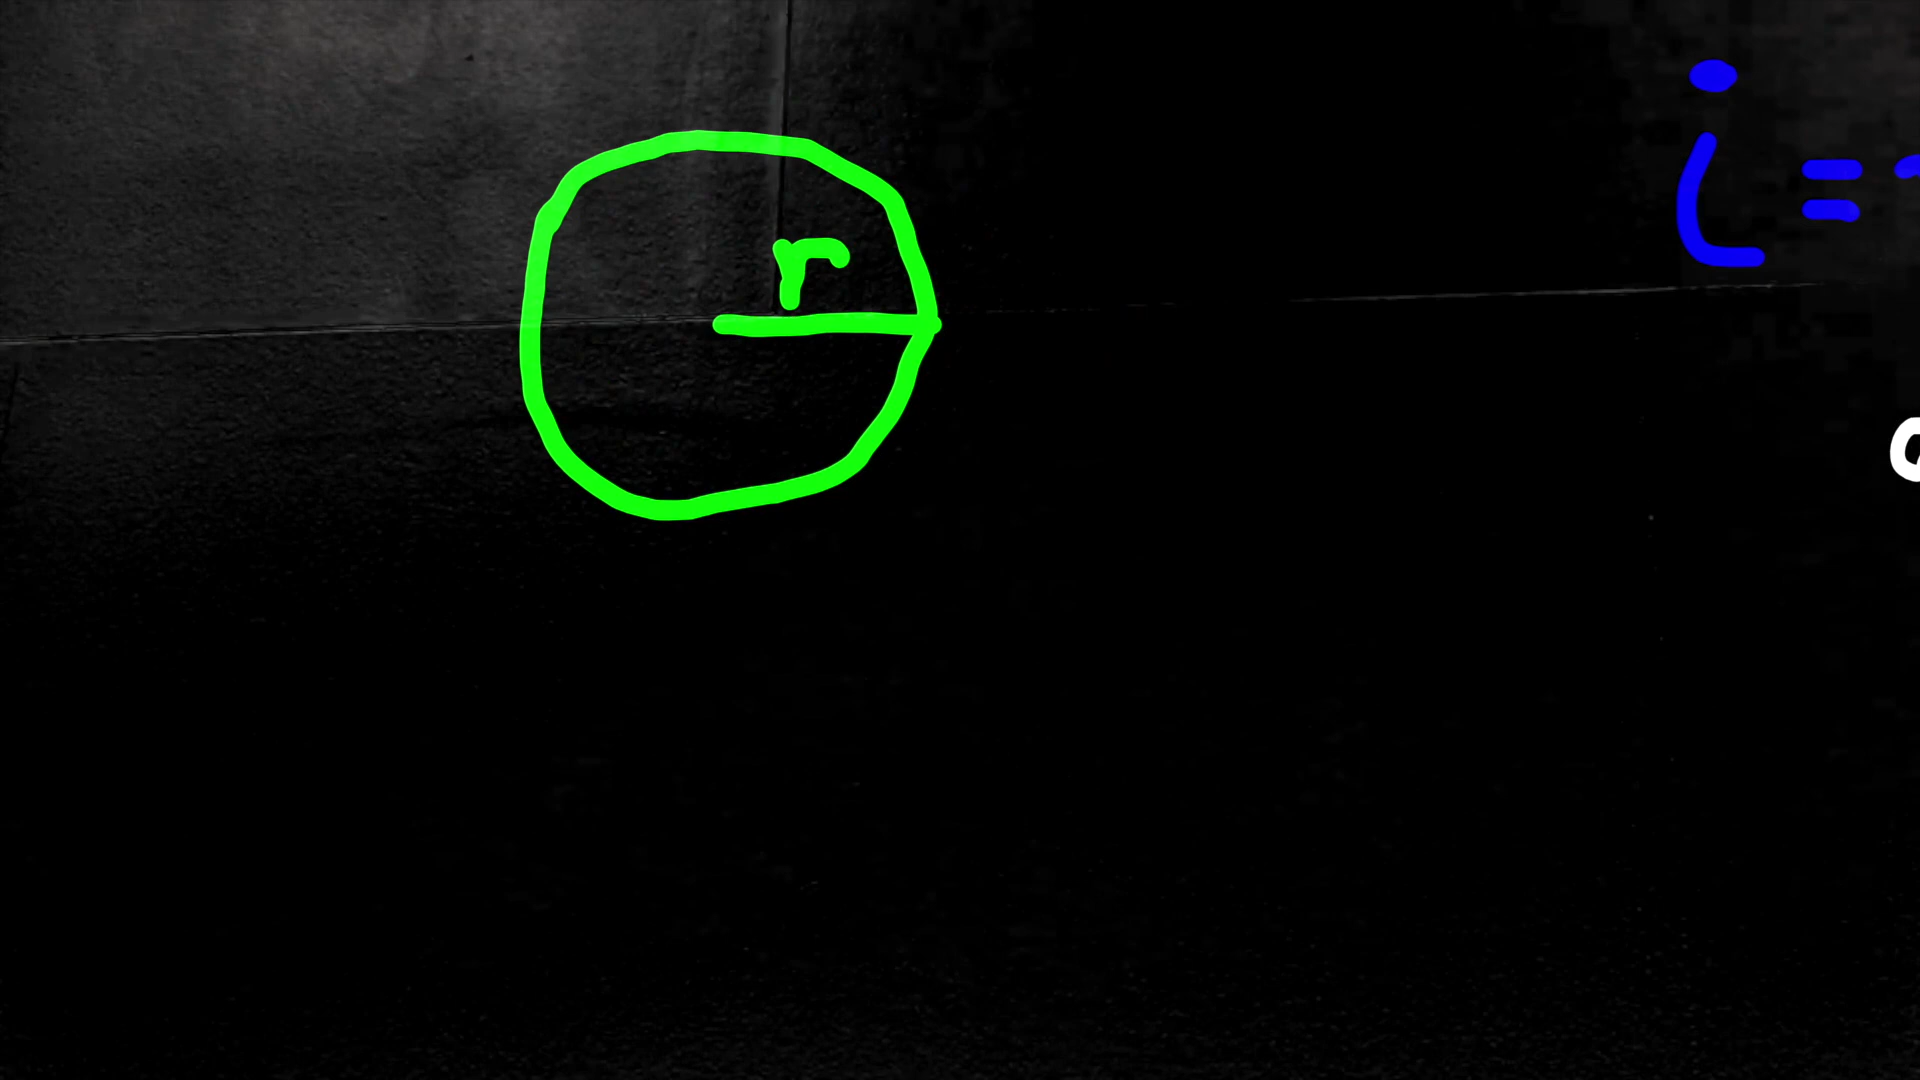 r
i =